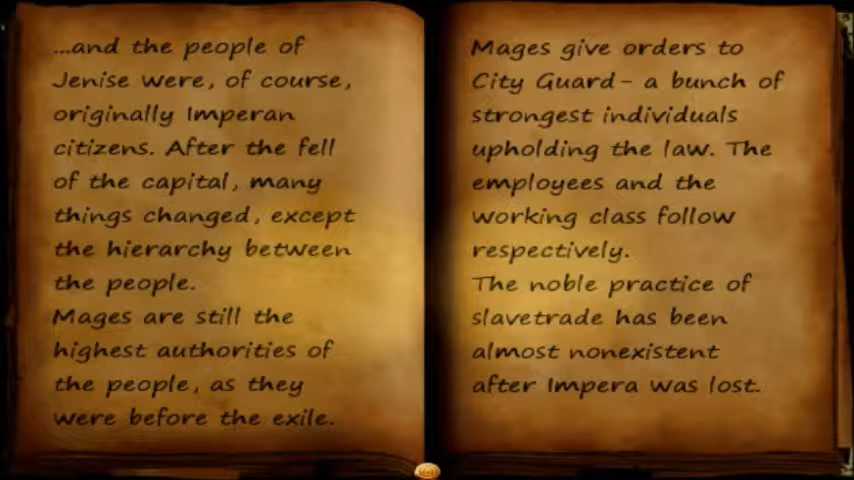 ...and the people of
Jenise were, of course,
originally Imperan
citizens. After the fell
of the capital, many
things changed, except
the hierarchy between
the people.
Mages are still the
highest authorities of
the people, as they
were before the exile.
Mages give orders to
City Guard - a bunch of
strongest individuals
upholding the law. The
employees and the
working class follow
respectively.
The noble practice of
slavetrade has been
almost nonexistent
after Impera was lost.